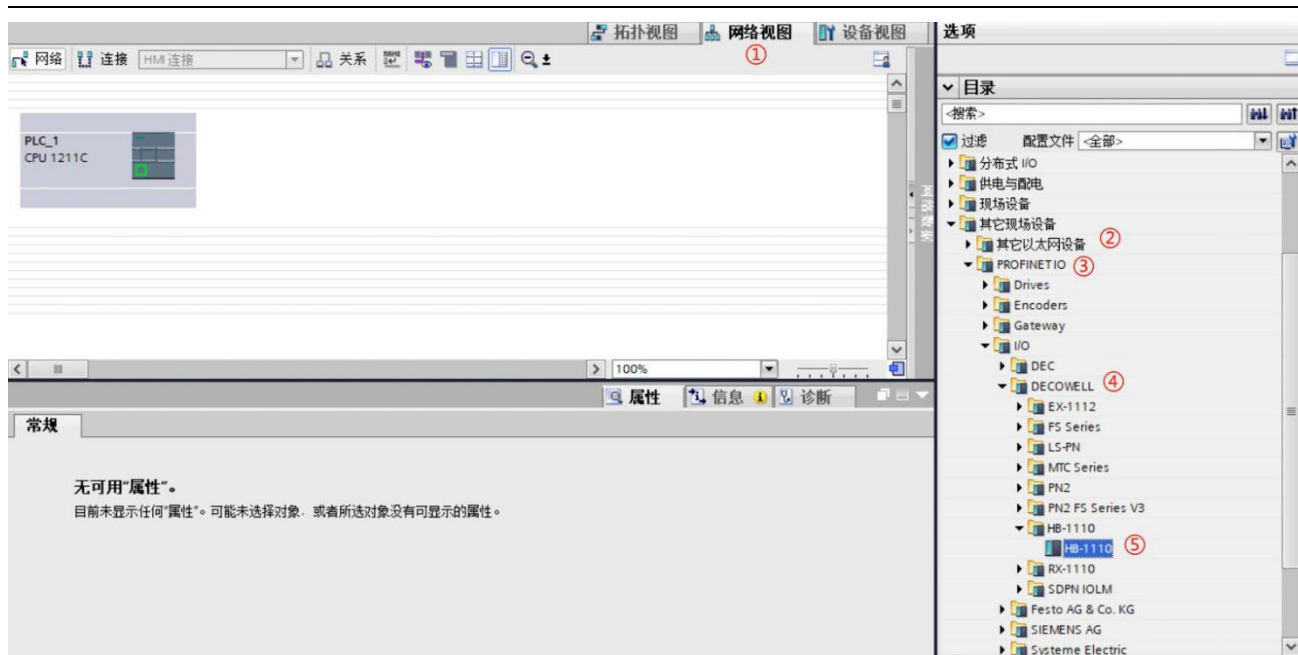 拓扑视图 网络视图 设备视图 选项
网络 连接 HMI 连接 关系 ①
目录
<搜索>
过滤 配置文件 <全部>
PLC_1
CPU 1211C
分布式 I/O
供电与配电
现场设备
其它现场设备
其它以太网设备 ②
PROFINET IO ③
Drives
Encoders
Gateway
I/O
DEC
DECOWELL ④
EX-1112
FS Series
LS-PN
MTC Series
PN2
PN2 FS Series V3
HB-1110
HB-1110 ⑤
RX-1110
SDPN IOLM
Festo AG & Co. KG
SIEMENS AG
Systeme Electric
网络数据
100%
属性 信息 诊断
常规
无可用"属性"。
目前未显示任何"属性"。可能未选择对象,或者所选对象没有可显示的属性。